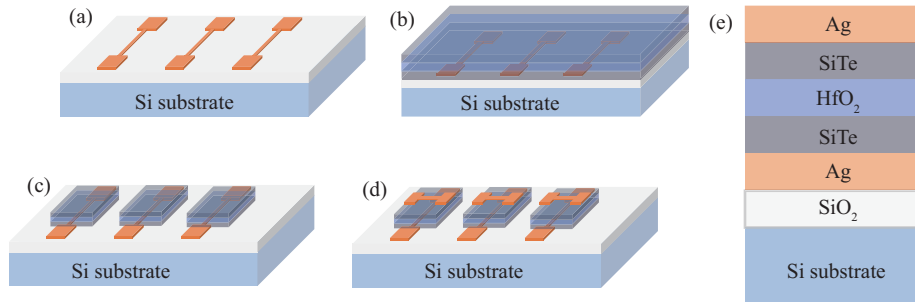 (a)
Si substrate
(b)
Si substrate
(c)
Si substrate
(d)
Si substrate
(e)
Ag
SiTe
HfO₂
SiTe
Ag
SiO₂
Si substrate